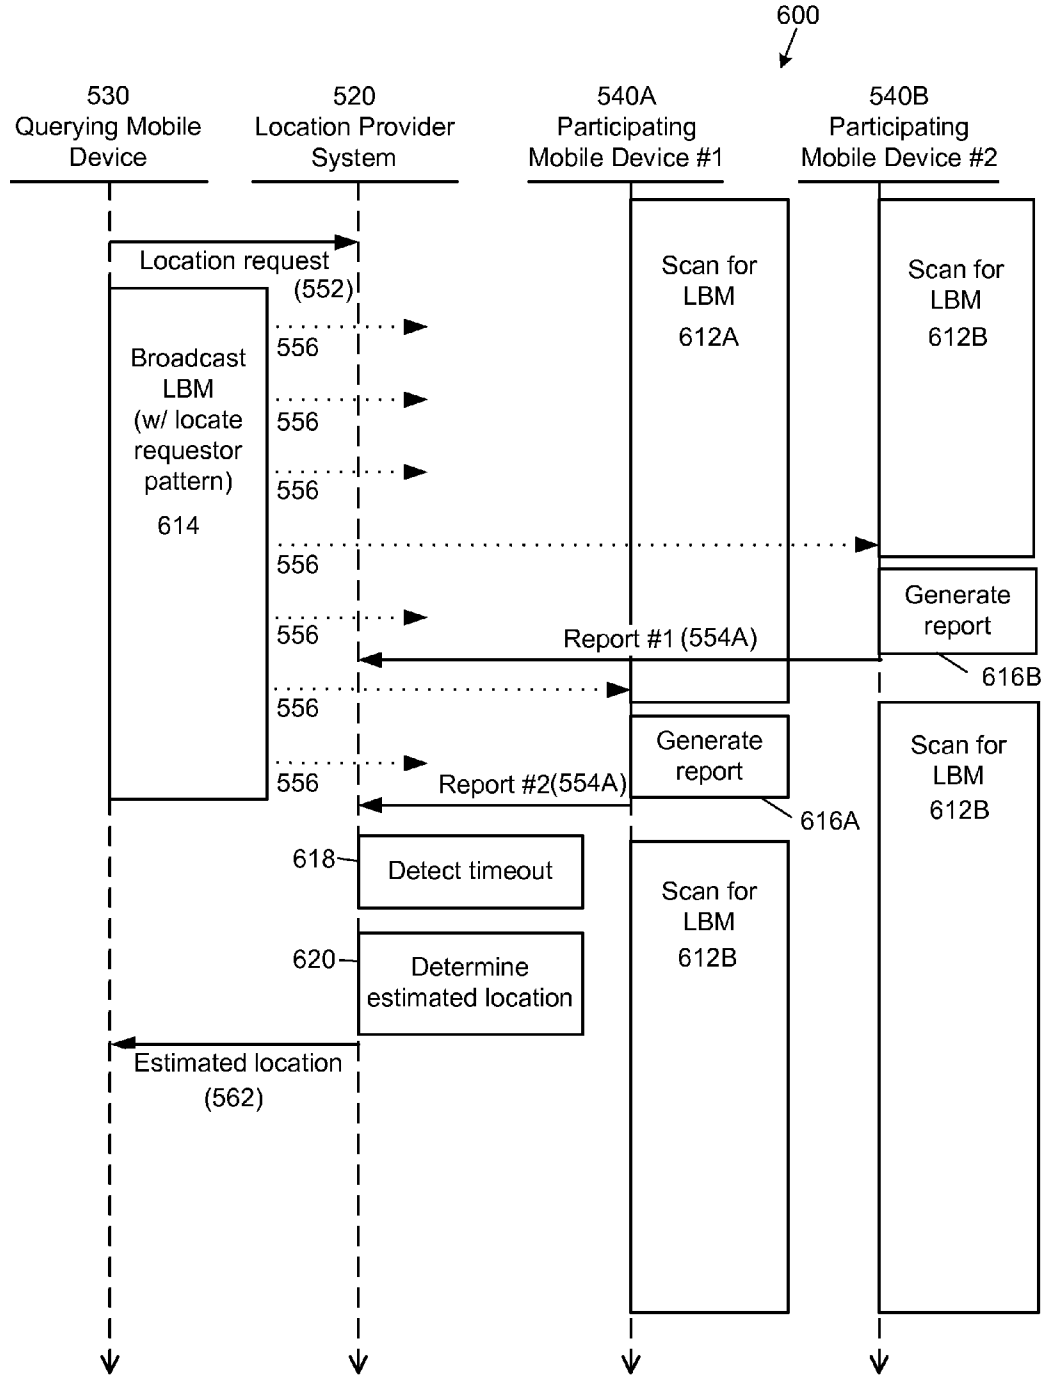 600
530
Querying Mobile
Device
520
Location Provider
System
540A
Participating
Mobile Device #1
540B
Participating
Mobile Device #2
Location request
(552)
Scan for
LBM
612A
Scan for
LBM
612B
Broadcast
LBM
(w/ locate
requestor
pattern)
614
556
556
556
556
556
556
556
Generate
report
616B
Report #1 (554A)
Generate
report
616A
Report #2(554A)
Scan for
LBM
612B
618
Detect timeout
Scan for
LBM
612B
620
Determine
estimated location
Estimated location
(562)